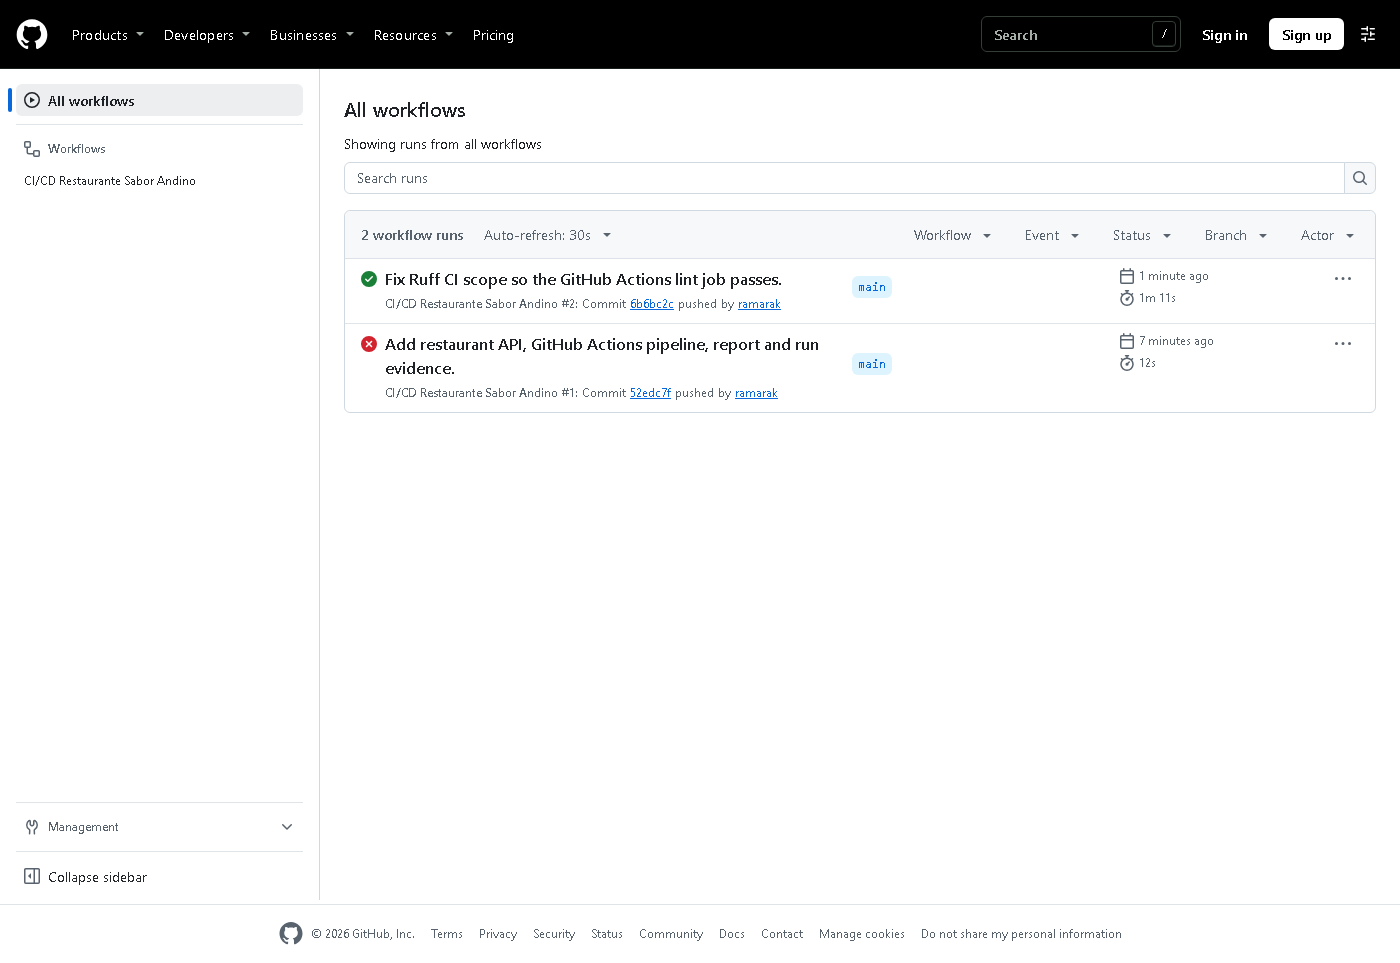 Products Developers Businesses Resources Pricing Search / Sign in Sign up
All workflows
Workflows
CI/CD Restaurante Sabor Andino
All workflows
Showing runs from all workflows
Search runs
2 workflow runs Auto-refresh: 30s Workflow Event Status Branch Actor
Fix Ruff CI scope so the GitHub Actions lint job passes.
CI/CD Restaurante Sabor Andino #2: Commit 6b6bc2c pushed by ramarak
main
1 minute ago
1m 11s
Add restaurant API, GitHub Actions pipeline, report and run
evidence.
CI/CD Restaurante Sabor Andino #1: Commit 52edc7f pushed by ramarak
main
7 minutes ago
12s
Management
Collapse sidebar
© 2026 GitHub, Inc. Terms Privacy Security Status Community Docs Contact Manage cookies Do not share my personal information